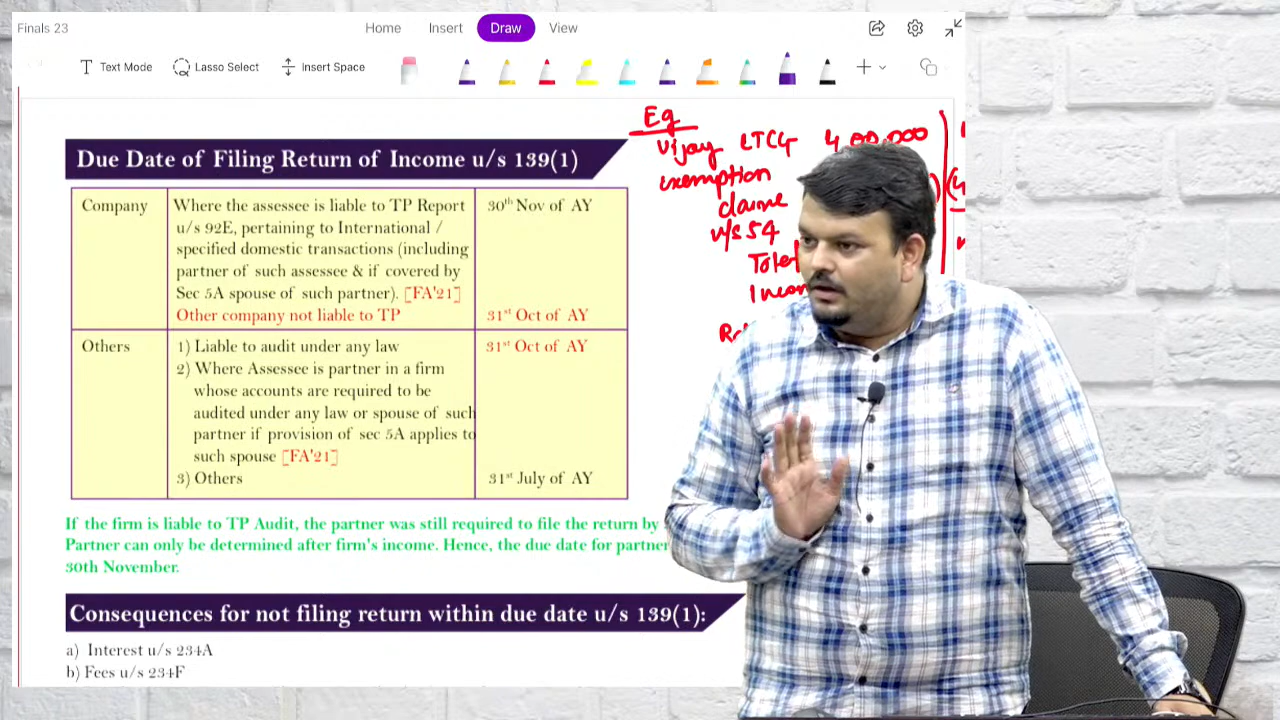 Finals 23
Home Insert Draw View
Text Mode Lasso Select Insert Space
Eg
Vijay LTCG 4,00,000
exemption
claime
u/s 54
Total
Due Date of Filing Return of Income u/s 139(1)
Company
Where the assessee is liable to TP Report
u/s 92E, pertaining to International /
specified domestic transactions (including
partner of such assessee & if covered by
Sec 5A spouse of such partner). [FA'21]
30th Nov of AY
Other company not liable to TP
31st Oct of AY
Others
1) Liable to audit under any law
31st Oct of AY
2) Where Assessee is partner in a firm
whose accounts are required to be
audited under any law or spouse of such
partner if provision of sec 5A applies to
such spouse [FA'21]
3) Others
31st July of AY
If the firm is liable to TP Audit, the partner was still required to file the return by
Partner can only be determined after firm's income. Hence, the due date for partner
30th November.
Consequences for not filing return within due date u/s 139(1):
a) Interest u/s 234A
b) Fees u/s 234F